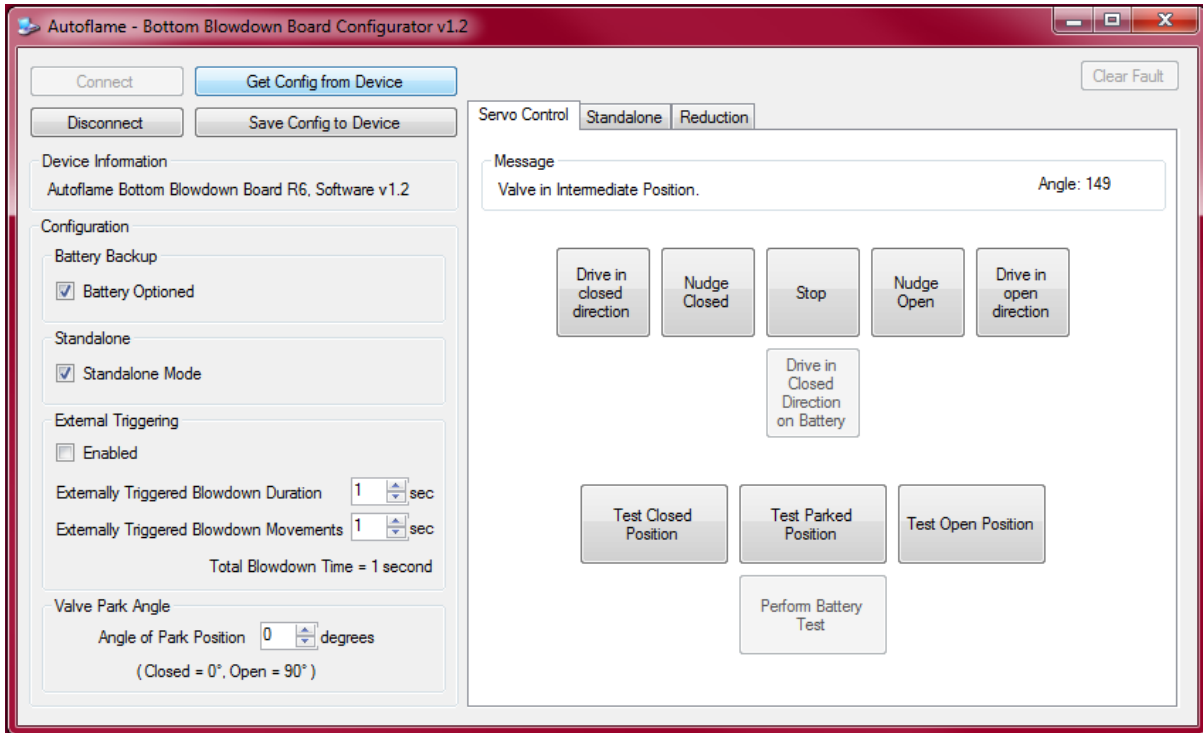 Autoflame - Bottom Blowdown Board Configurator v1.2
Connect
Get Config from Device
Clear Fault
Disconnect
Save Config to Device
Servo Control
Standalone
Reduction
Device Information
Autoflame Bottom Blowdown Board R6, Software v1.2
Message
Valve in Intermediate Position.
Angle: 149
Configuration
Battery Backup
Battery Optioned
Standalone
Standalone Mode
External Triggering
Enabled
Externally Triggered Blowdown Duration 1 sec
Externally Triggered Blowdown Movements 1 sec
Total Blowdown Time = 1 second
Valve Park Angle
Angle of Park Position 0 degrees
( Closed = 0°, Open = 90° )
Drive in
closed
direction
Nudge
Closed
Stop
Nudge
Open
Drive in
open
direction
Drive in
Closed
Direction
on Battery
Test Closed
Position
Test Parked
Position
Test Open Position
Perform Battery
Test